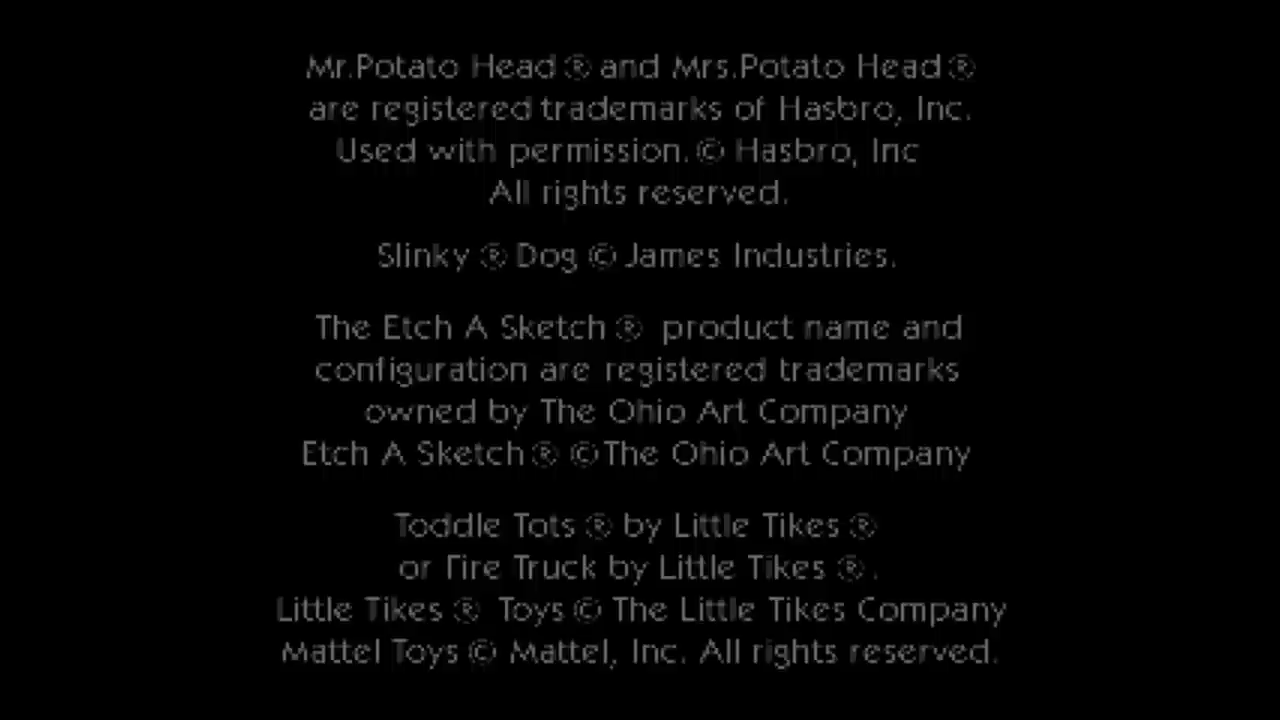 Mr.Potato Head ® and Mrs.Potato Head ®
are registered trademarks of Hasbro, Inc.
Used with permission. © Hasbro, Inc
All rights reserved.
Slinky ® Dog © James Industries.
The Etch A Sketch ® product name and
configuration are registered trademarks
owned by The Ohio Art Company
Etch A Sketch ® © The Ohio Art Company
Toddle Tots ® by Little Tikes ®
or Fire Truck by Little Tikes ® .
Little Tikes ® Toys © The Little Tikes Company
Mattel Toys © Mattel, Inc. All rights reserved.